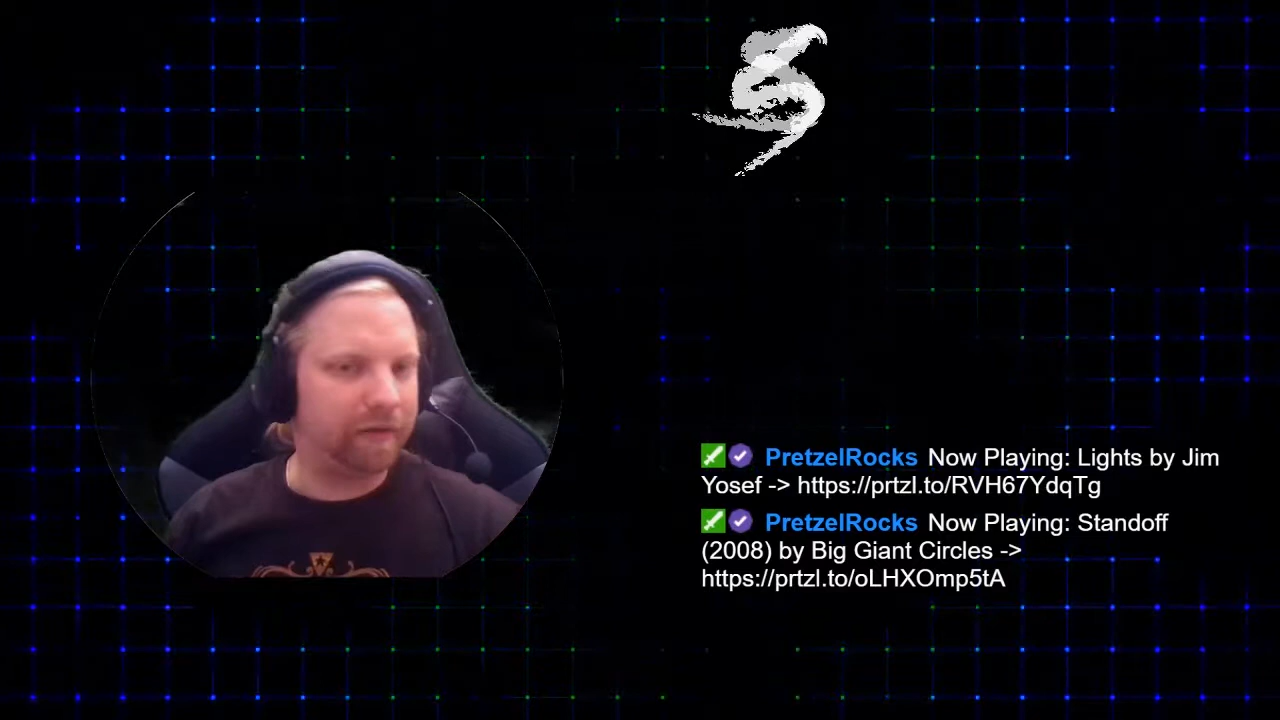 PretzelRocks Now Playing: Lights by Jim
Yosef -> https://prtzl.to/RVH67YdqTg
PretzelRocks Now Playing: Standoff
(2008) by Big Giant Circles ->
https://prtzl.to/oLHXOmp5tA